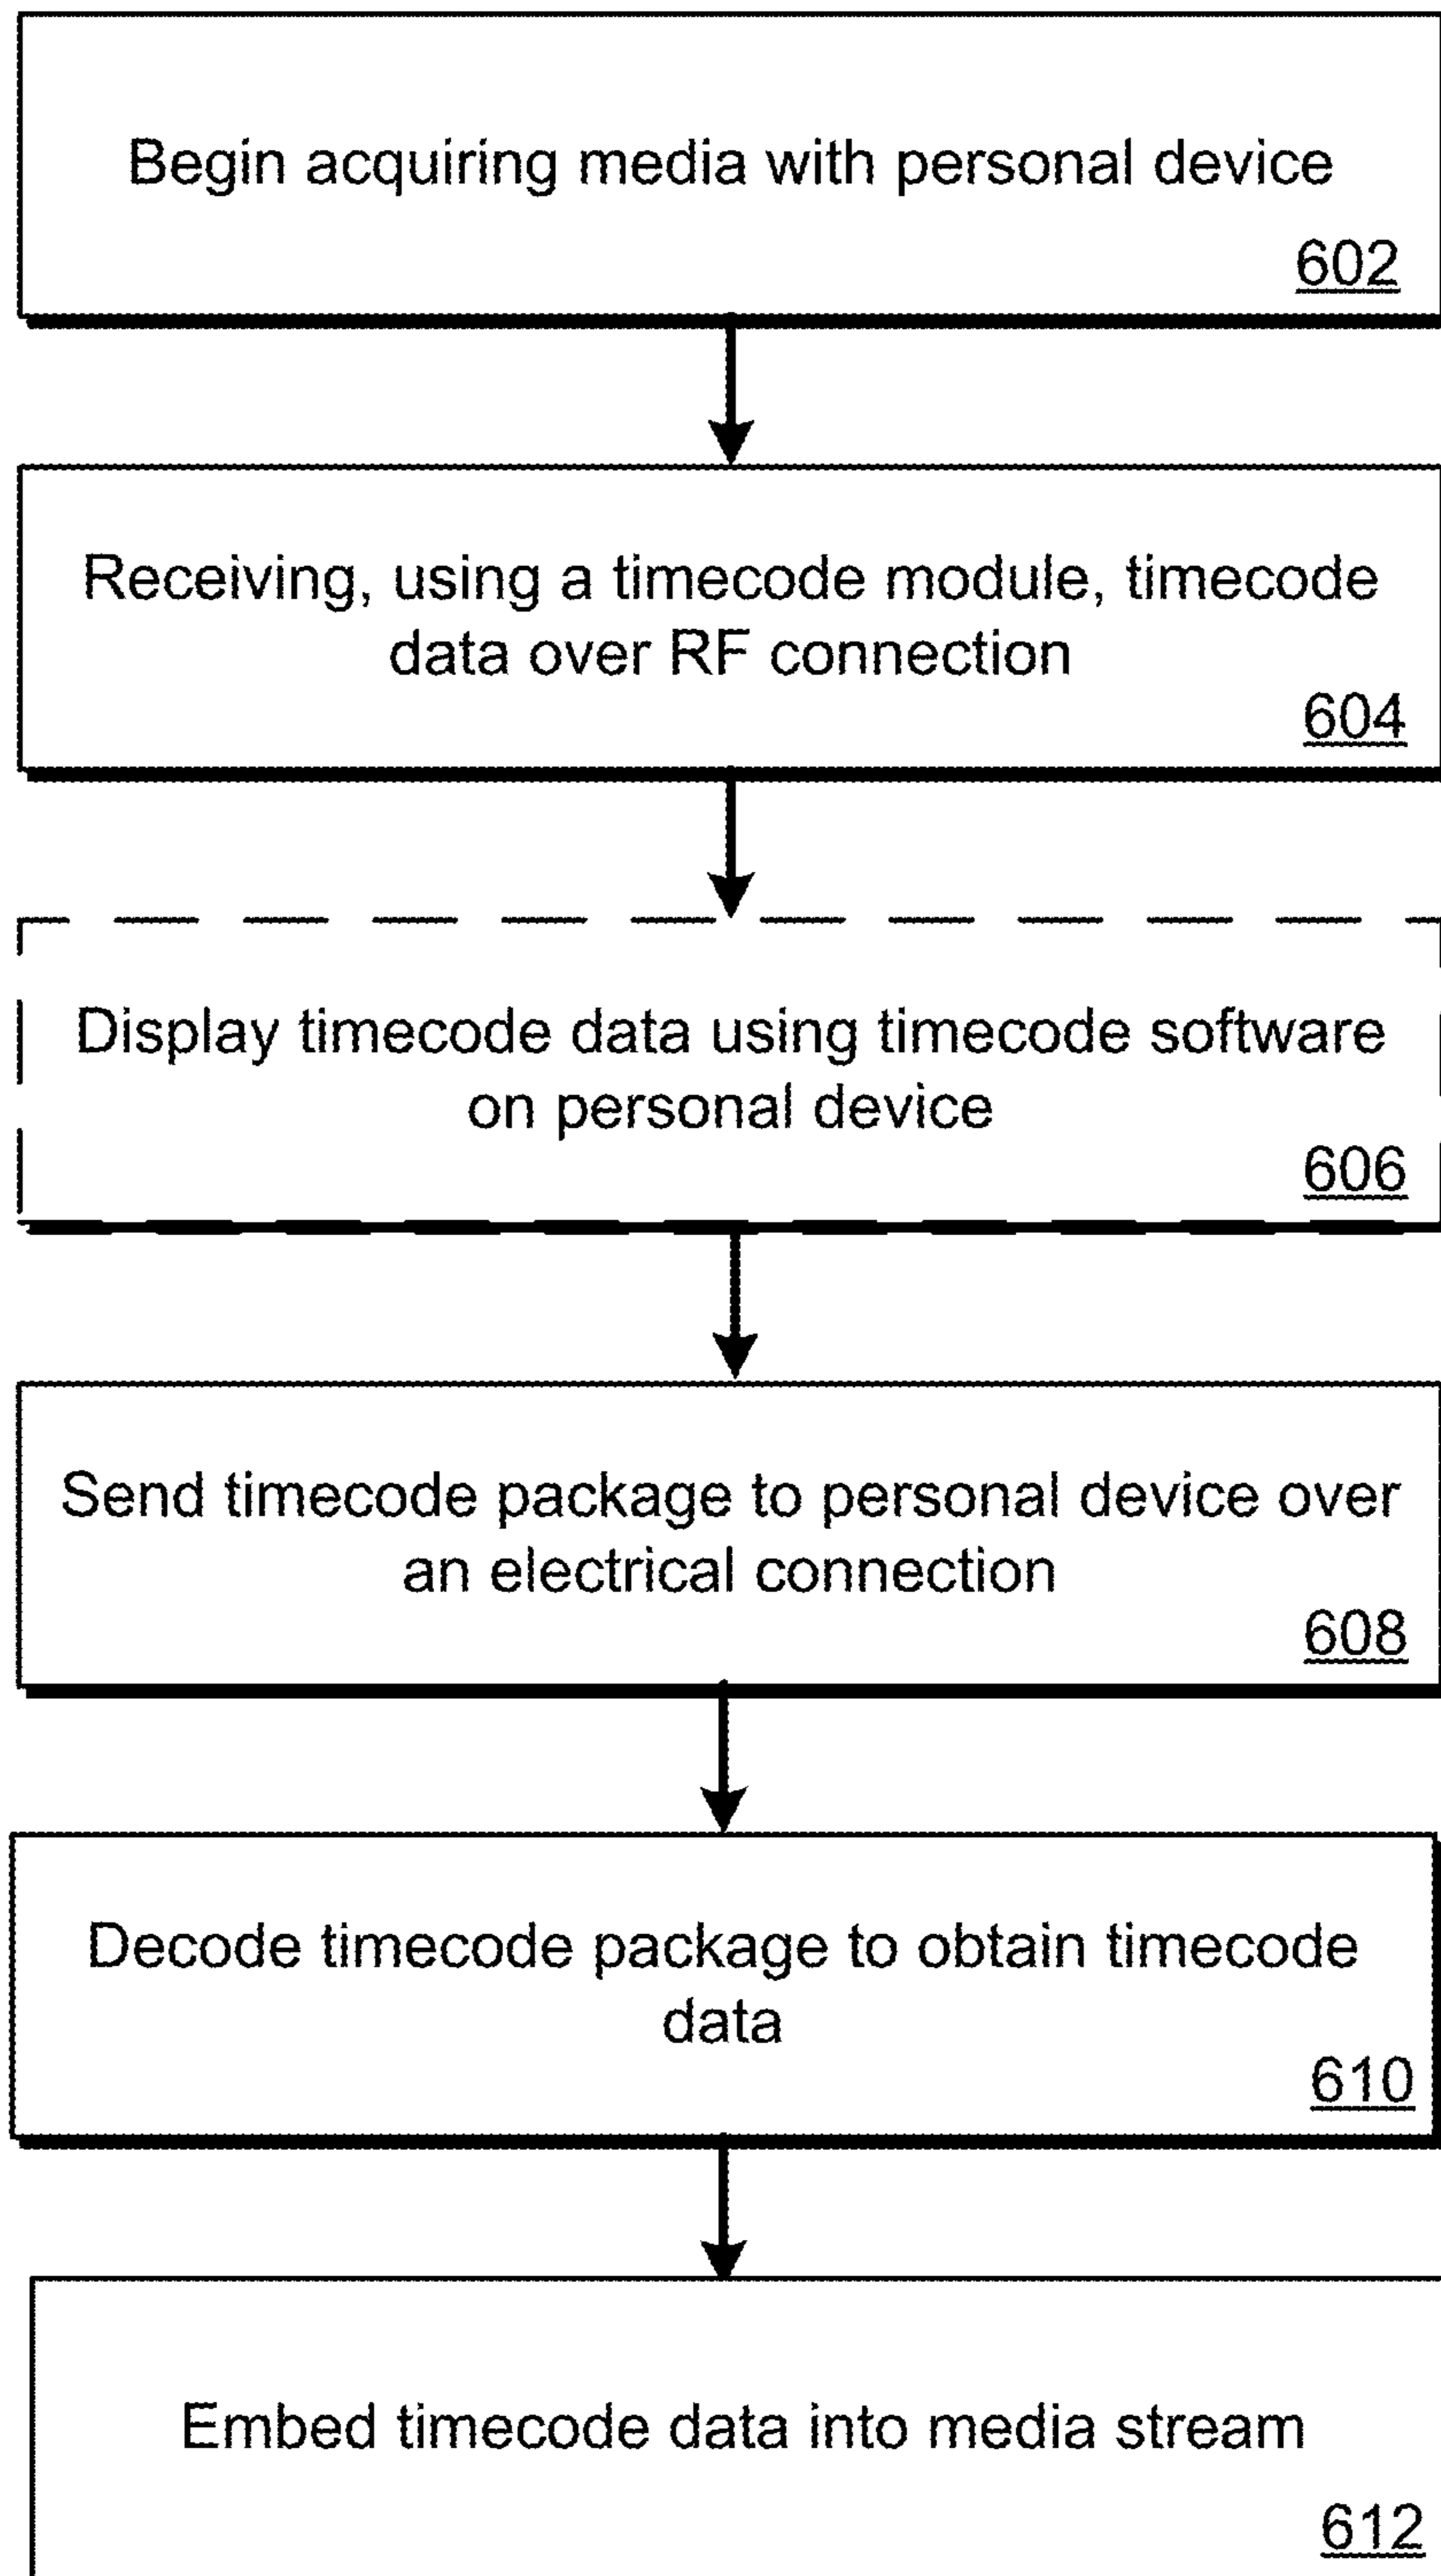 Begin acquiring media with personal device
602
Receiving, using a timecode module, timecode
data over RF connection
604
Display timecode data using timecode software
on personal device
606
Send timecode package to personal device over
an electrical connection
608
Decode timecode package to obtain timecode
data
610
Embed timecode data into media stream
612